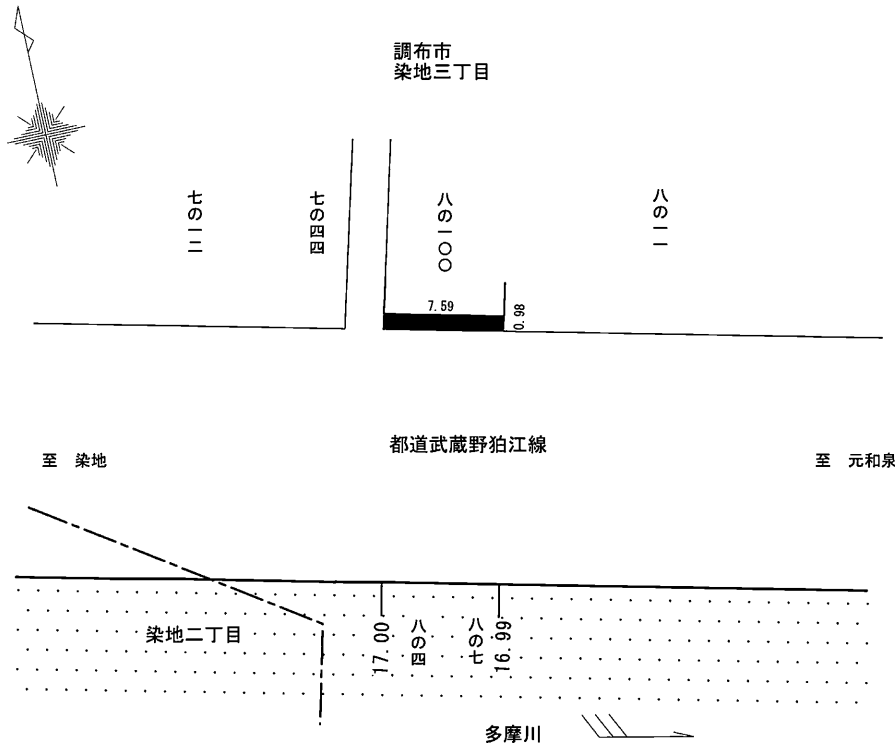 調布市
染地三丁目
七の一二
七の四四
八の一〇〇
八の一一
7.59
0.98
都道武蔵野狛江線
至 染地
至 元和泉
染地二丁目
17.00
八の四
八の七
16.99
多摩川